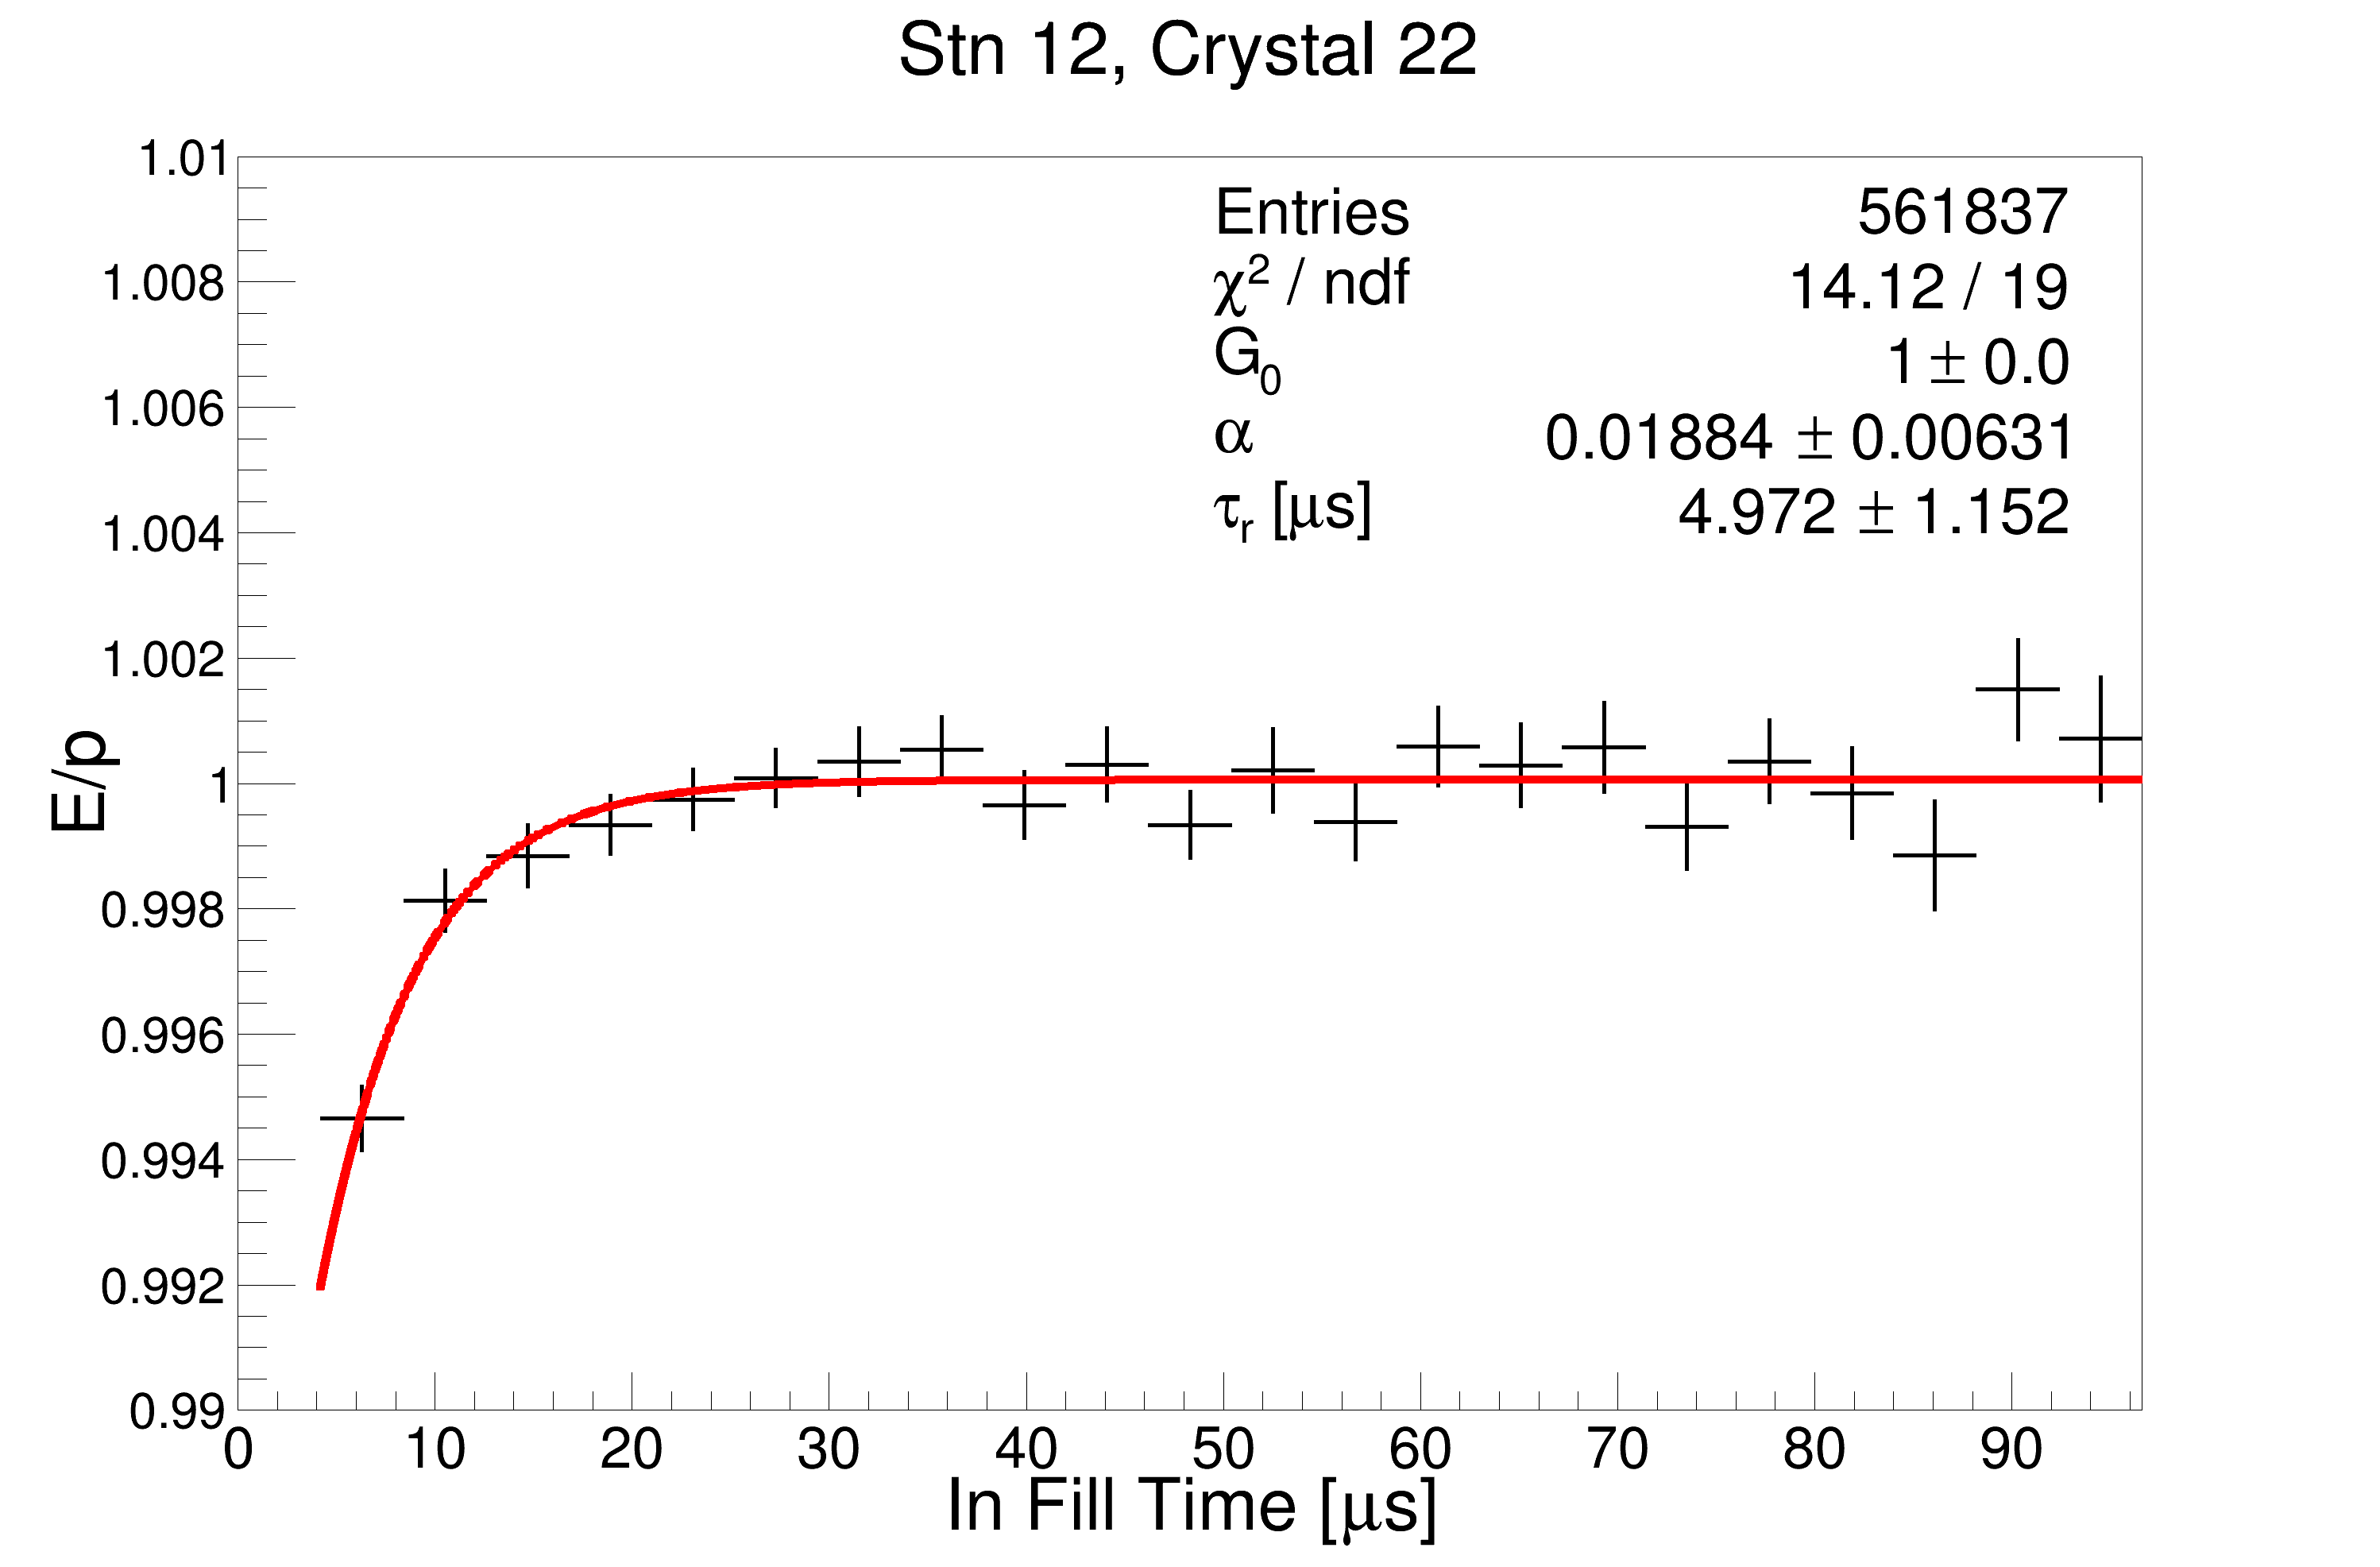 Stn 12, Crystal 22
Entries 561837
χ² / ndf 14.12 / 19
G₀ 1 ± 0.0
α 0.01884 ± 0.00631
τᵣ [μs] 4.972 ± 1.152
E/p
1.01
1.008
1.006
1.004
1.002
1
0.998
0.996
0.994
0.992
0.99
0 10 20 30 40 50 60 70 80 90
In Fill Time [μs]